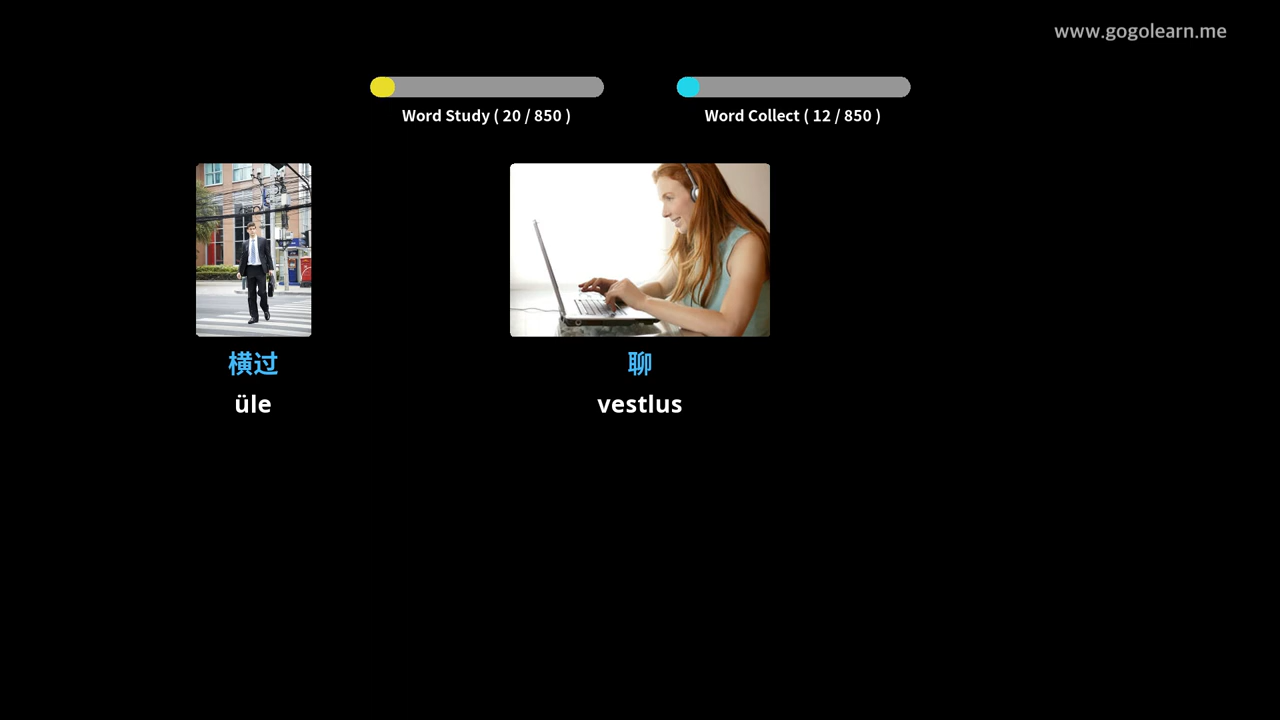 www.gogolearn.me
Word Study ( 20 / 850 )
Word Collect ( 12 / 850 )
横过
聊
üle
vestlus